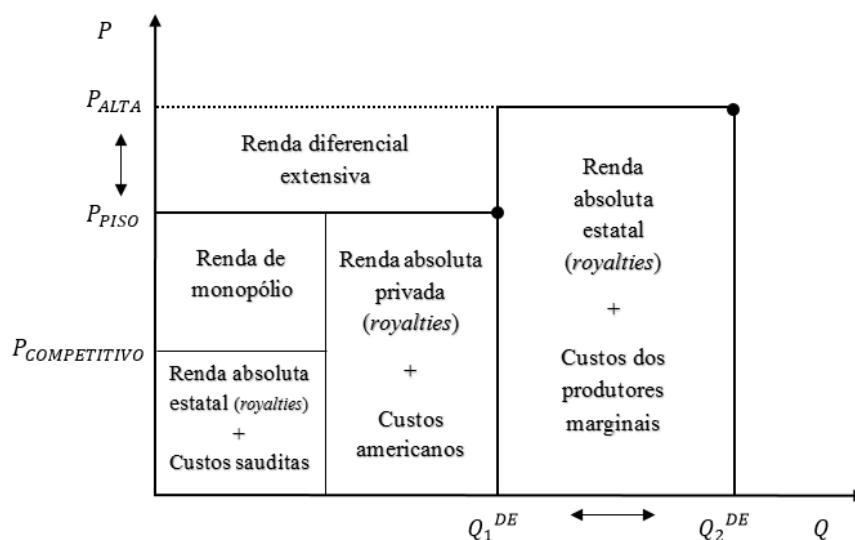 P
P_ALTA
Renda diferencial
extensiva
P_PISO
Renda de
monopólio
Renda absoluta
privada
(royalties)
+
Custos
americanos
Renda
absoluta
estatal
(royalties)
+
Custos dos
produtores
marginais
P_COMPETITIVO
Renda absoluta
estatal (royalties)
+
Custos sauditas
Q_1^DE
Q_2^DE
Q